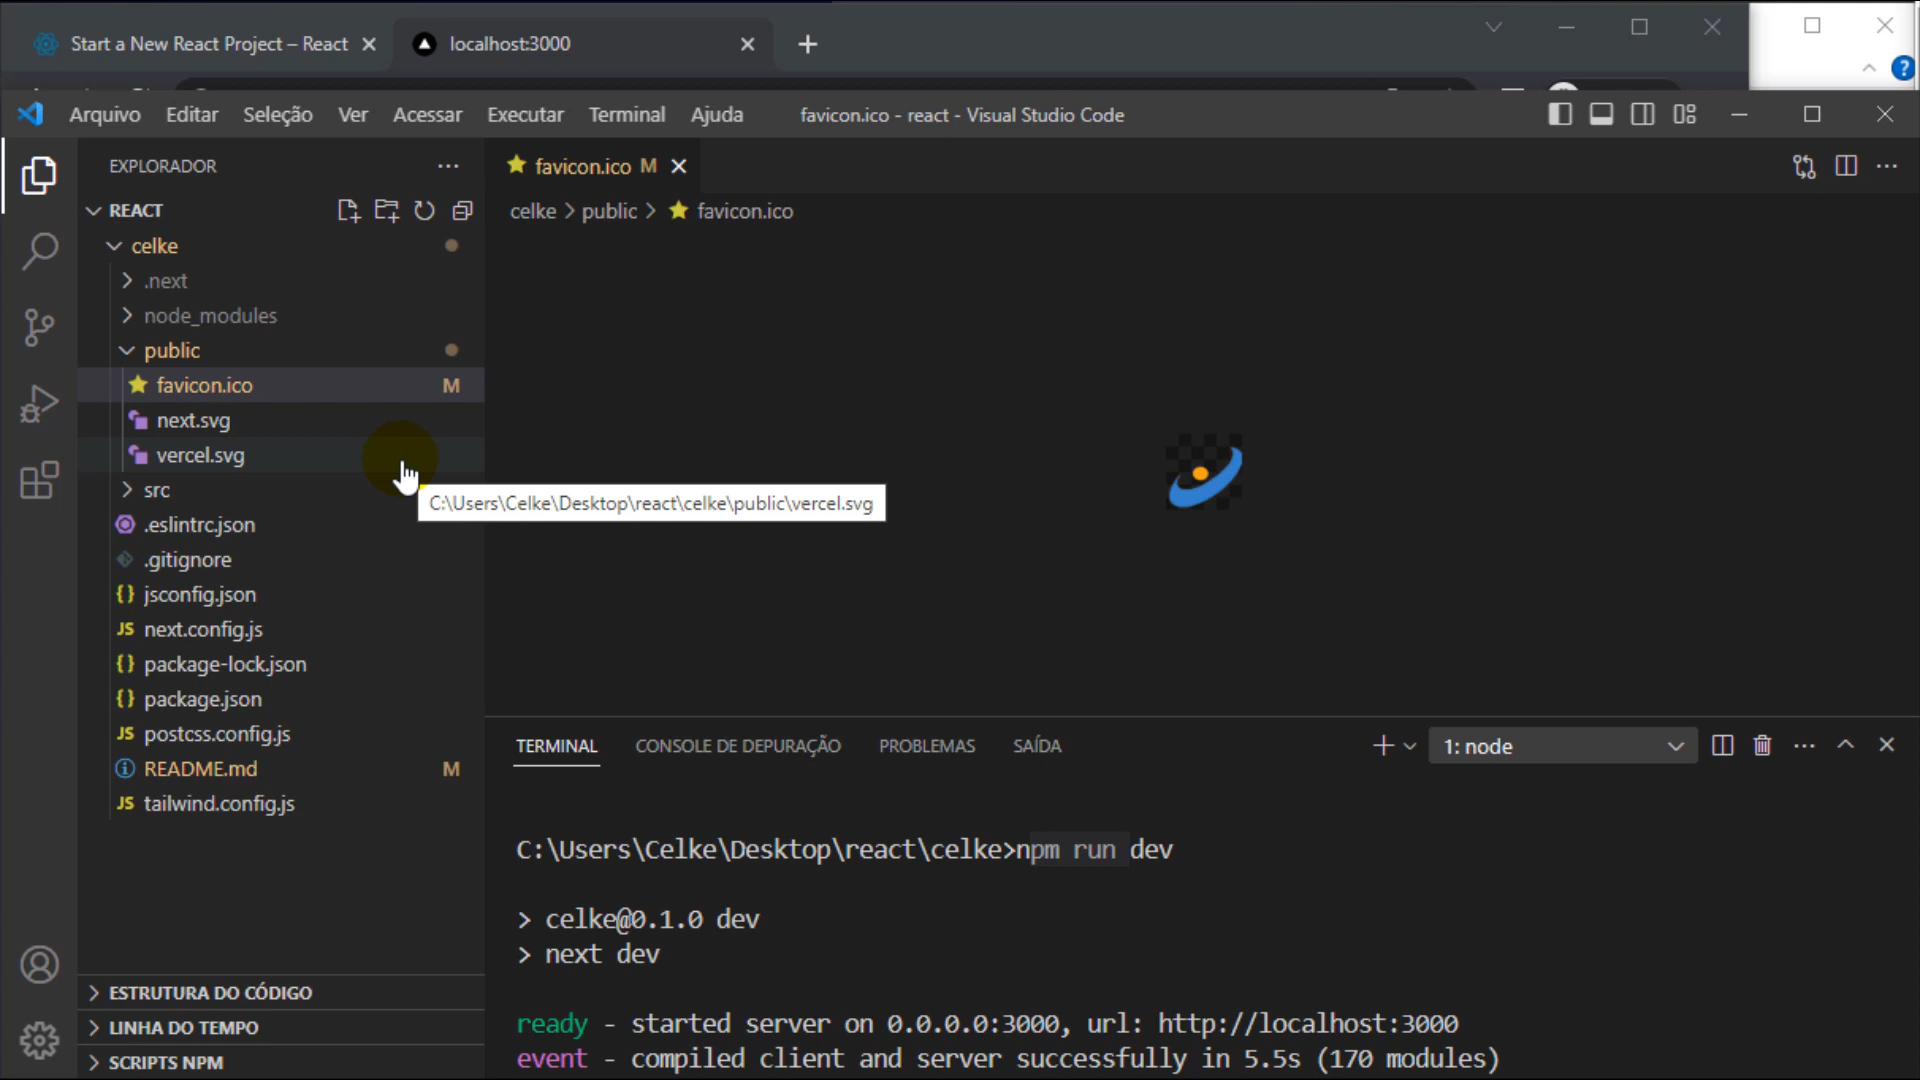 Start a New React Project – React
localhost:3000
Arquivo Editar Seleção Ver Acessar Executar Terminal Ajuda
favicon.ico - react - Visual Studio Code
EXPLORADOR
REACT
celke
.next
node_modules
public
favicon.ico M
next.svg
vercel.svg
src
.eslintrc.json
.gitignore
jsconfig.json
next.config.js
package-lock.json
package.json
postcss.config.js
README.md M
tailwind.config.js
ESTRUTURA DO CÓDIGO
LINHA DO TEMPO
SCRIPTS NPM
favicon.ico M
celke > public > favicon.ico
C:\Users\Celke\Desktop\react\celke\public\vercel.svg
TERMINAL CONSOLE DE DEPURAÇÃO PROBLEMAS SAÍDA
1: node
C:\Users\Celke\Desktop\react\celke>npm run dev
> celke@0.1.0 dev
> next dev
ready - started server on 0.0.0.0:3000, url: http://localhost:3000
event - compiled client and server successfully in 5.5s (170 modules)